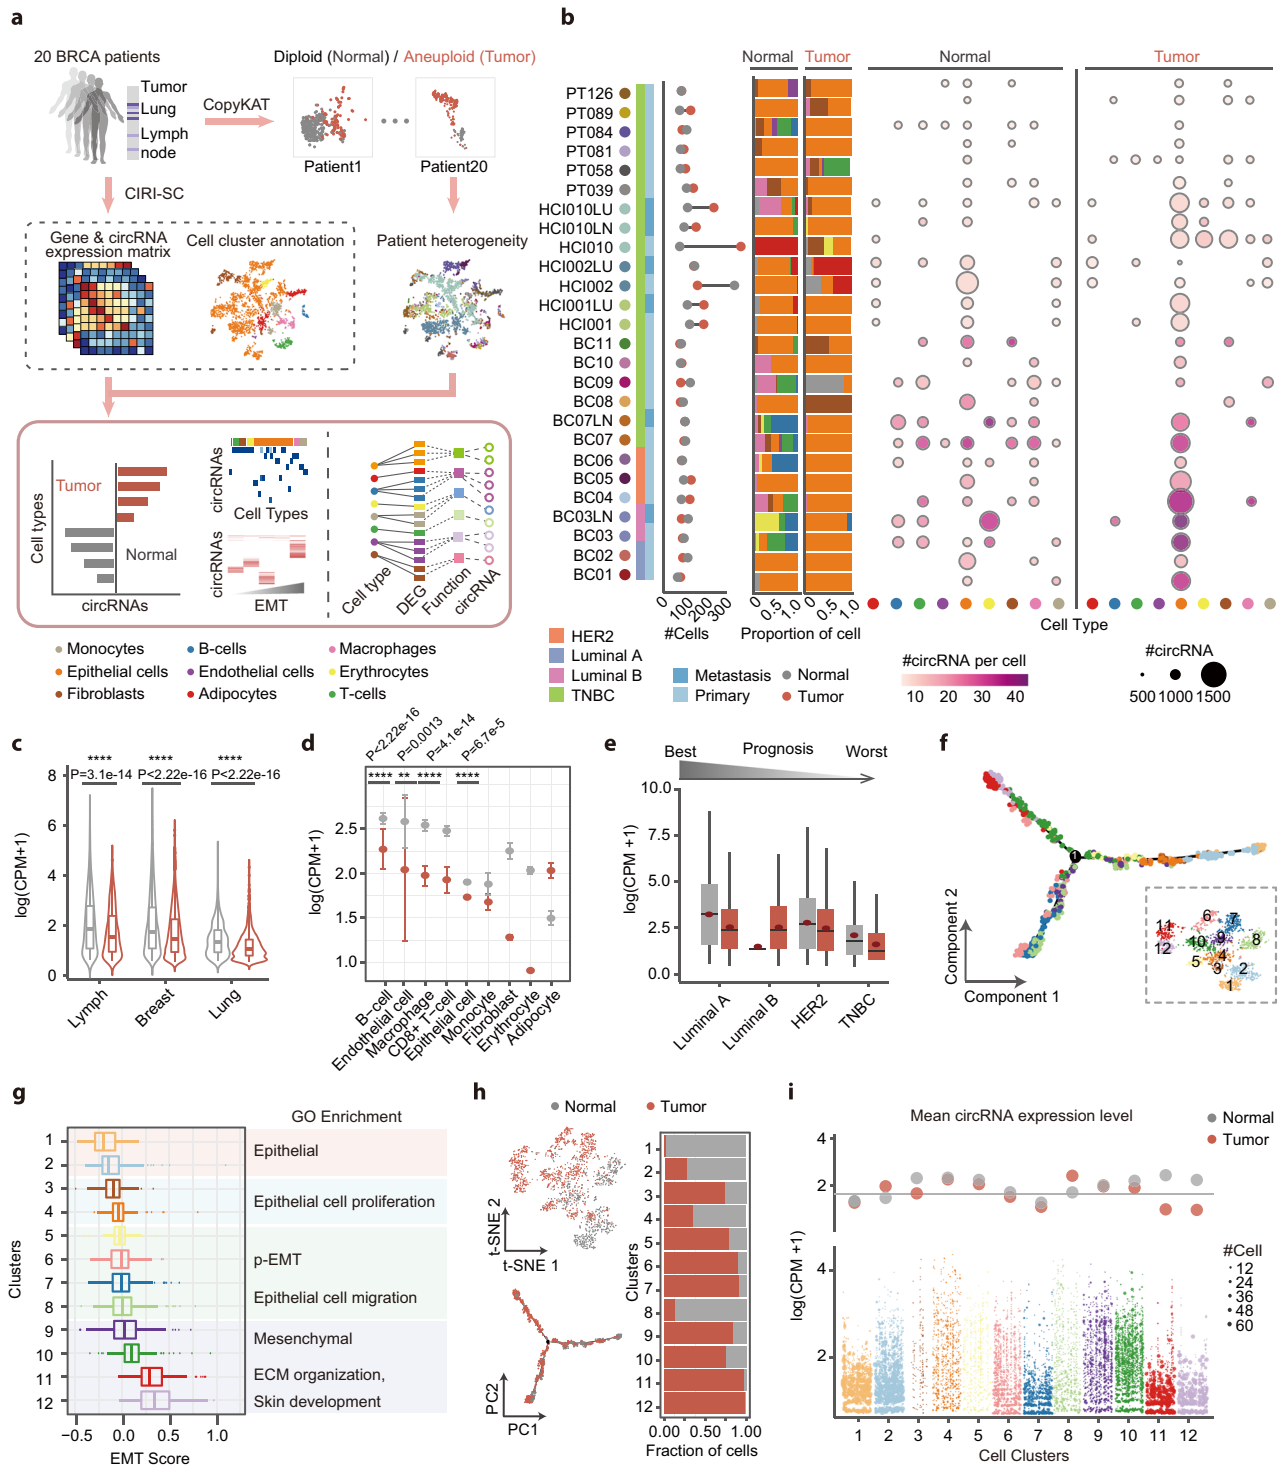 a
20 BRCA patients
Tumor
Lung
Lymph
node
CopyKAT
Diploid (Normal) / Aneuploid (Tumor)
Patient1
Patient20
CIRI-SC
Gene & circRNA
expression matrix
Cell cluster annotation
Patient heterogeneity
Tumor
Normal
Cell types
circRNAs
circRNAs
Cell Types
circRNAs
EMT
Cell type
DEG
Function
circRNA
Monocytes
B-cells
Macrophages
Epithelial cells
Endothelial cells
Erythrocytes
Fibroblasts
Adipocytes
T-cells
b
Normal
Tumor
Normal
Tumor
PT126
PT089
PT084
PT081
PT058
PT039
HCI010LU
HCI010LN
HCI010
HCI002LU
HCI002
HCI001LU
HCI001
BC11
BC10
BC09
BC08
BC07LN
BC07
BC06
BC05
BC04
BC03LN
BC03
BC02
BC01
0
100
200
300
#Cells
0
0.5
1.0
0
0.5
1.0
Proportion of cell
Cell Type
HER2
Luminal A
Luminal B
TNBC
Metastasis
Primary
Normal
Tumor
#circRNA per cell
10 20 30 40
#circRNA
500 1000 1500
c
****
****
****
P=3.1e-14
P<2.22e-16
P<2.22e-16
log(CPM+1)
8
6
4
2
0
Lymph
Breast
Lung
d
P<2.22e-16
P=0.0013
P=4.1e-14
P=6.7e-5
****
**
****
****
log(CPM+1)
2.5
2.0
1.5
1.0
B-cell
Endothelial cell
Macrophage
CD8+ T-cell
Epithelial cell
Monocyte
Fibroblast
Erythrocyte
Adipocyte
e
Best
Prognosis
Worst
log(CPM +1)
10.0
7.5
5.0
2.5
0.0
Luminal A
Luminal B
HER2
TNBC
f
1
Component 2
Component 1
6
7
11
9
8
10
12
4
5
3
2
1
g
GO Enrichment
Clusters
1
2
3
4
5
6
7
8
9
10
11
12
Epithelial
Epithelial cell proliferation
p-EMT
Epithelial cell migration
Mesenchymal
ECM organization,
Skin development
−0.5 0.0 0.5 1.0
EMT Score
h
Normal
Tumor
t-SNE 2
t-SNE 1
PC2
PC1
Clusters
1
2
3
4
5
6
7
8
9
10
11
12
0.00 0.50 1.00
Fraction of cells
i
Mean circRNA expression level
Normal
Tumor
4
2
log(CPM +1)
4
2
#Cell
12
24
36
48
60
1 2 3 4 5 6 7 8 9 10 11 12
Cell Clusters